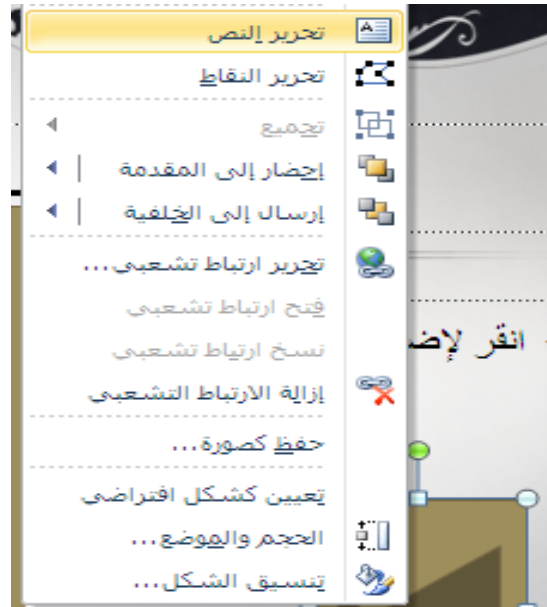 تحرير النص
تحرير النقاط
تجميع
إحضار إلى المقدمة
إرسال إلى الخلفية
تحرير ارتباط تشعبي...
فتح ارتباط تشعبي
نسخ ارتباط تشعبي
إزالة الارتباط التشعبي
حفظ كصورة...
تعيين كشكل افتراضي
الحجم والموضع...
تنسيق الشكل...
انقر لإض